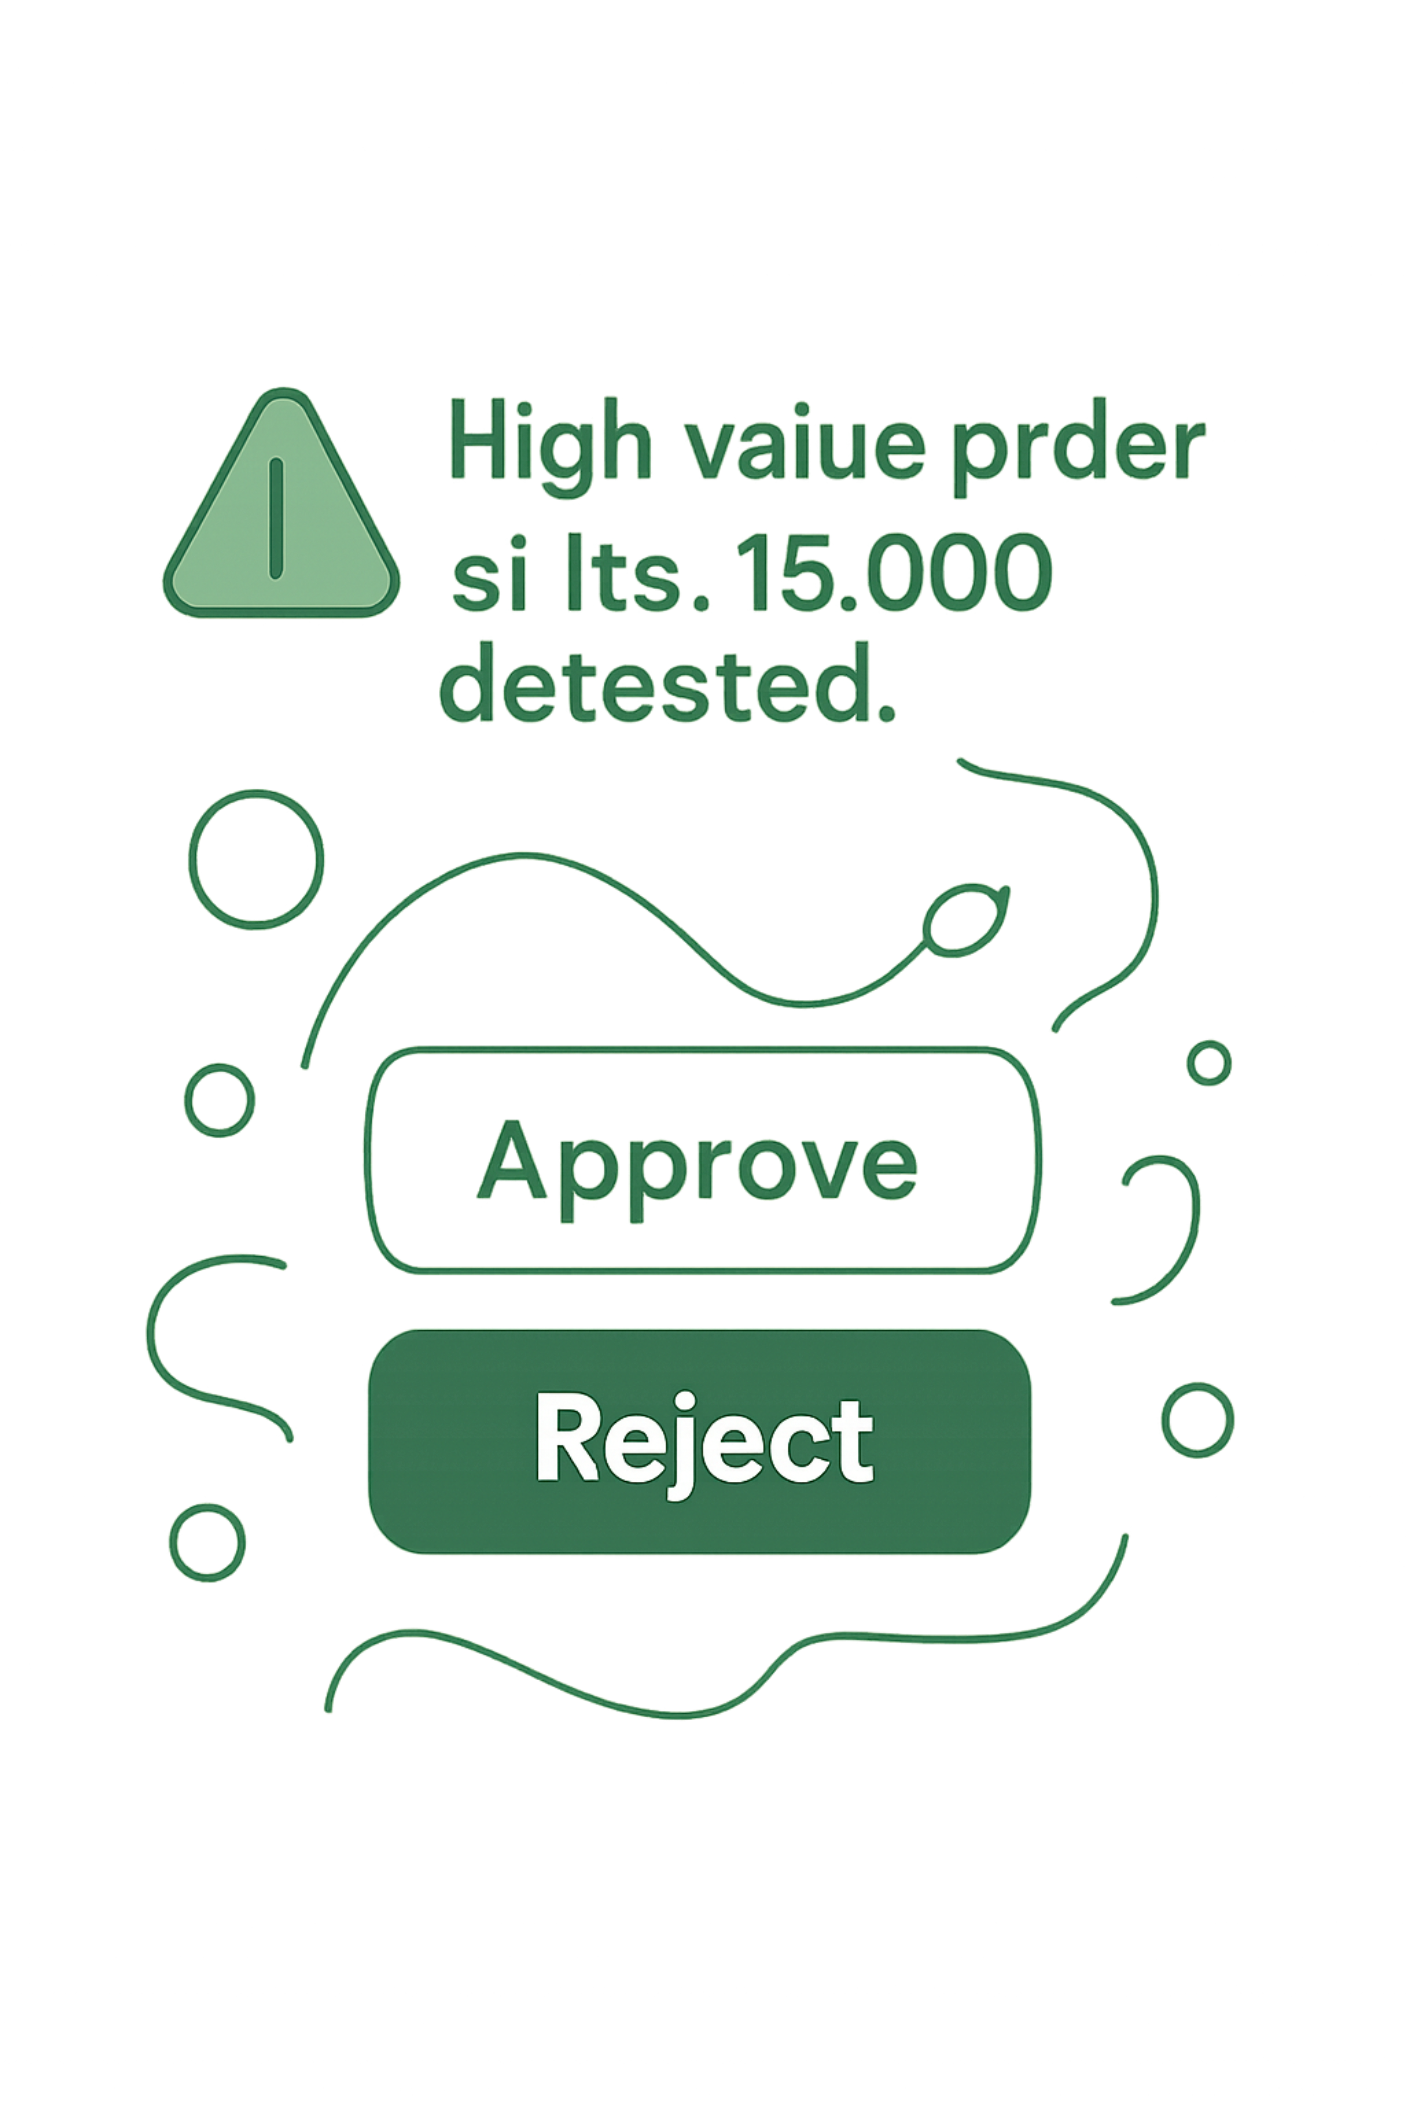 High vaiue prder
si lts. 15.000
detested.
Approve
Reject